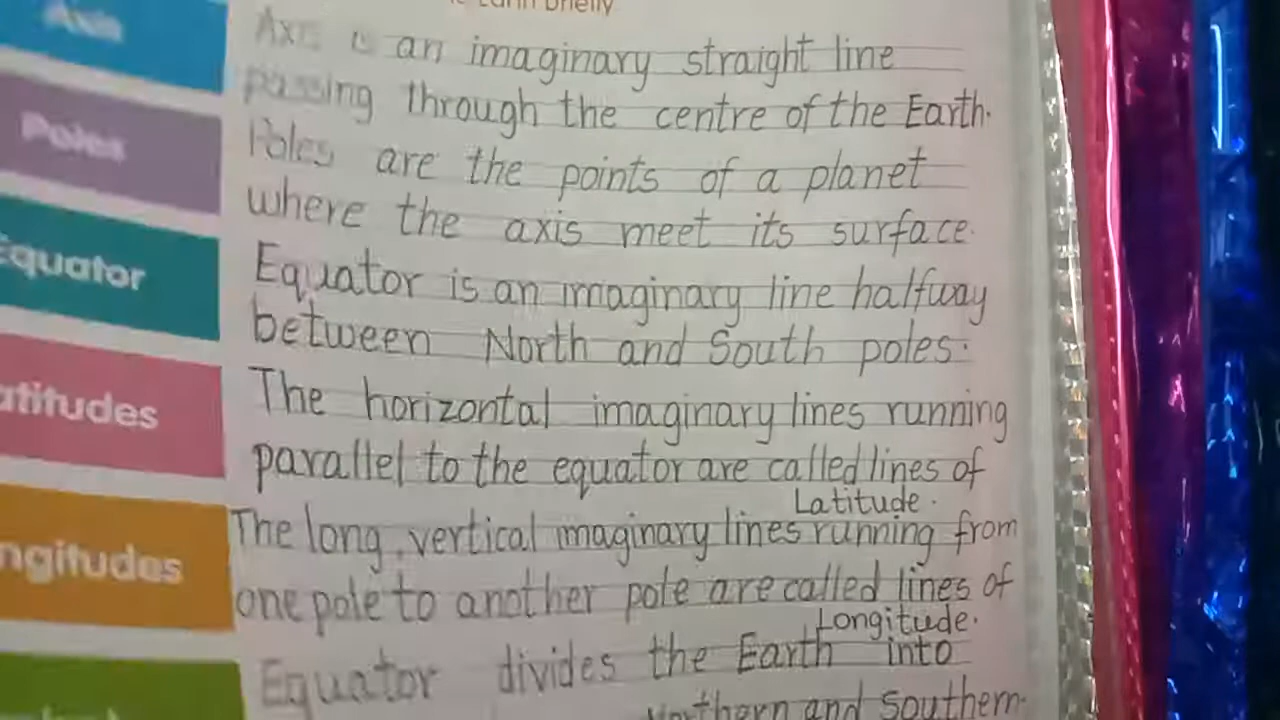 Axis
Axis is an imaginary straight line
passing through the centre of the Earth.
Poles
Poles are the points of a planet
where the axis meet its surface.
Equator
Equator is an imaginary line halfway
between North and South poles.
atitudes
The horizontal imaginary lines running
parallel to the equator are called lines of
Latitude.
ngitudes
The long, vertical imaginary lines running from
one pole to another pole are called lines of
Longitude.
Equator divides the Earth into
and Southern